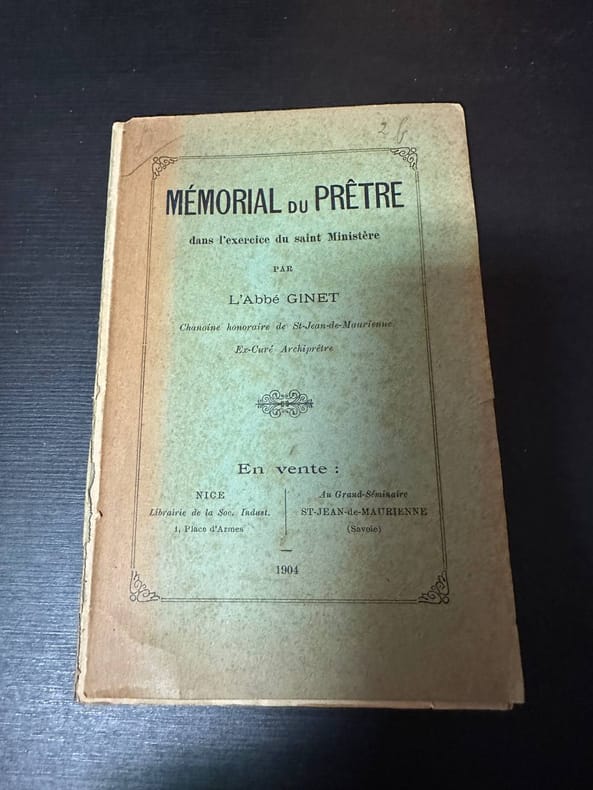 MÉMORIAL DU PRÊTRE
dans l'exercice du saint Ministère
PAR
L'Abbé GINET
Chanoine honoraire de St-Jean-de-Maurienne
Ex-Curé Archiprêtre
En vente :
NICE
Librairie de la Soc. Indust.
1, Place d'Armes
Au Grand-Séminaire
ST-JEAN-de-MAURIENNE
(Savoie)
1904